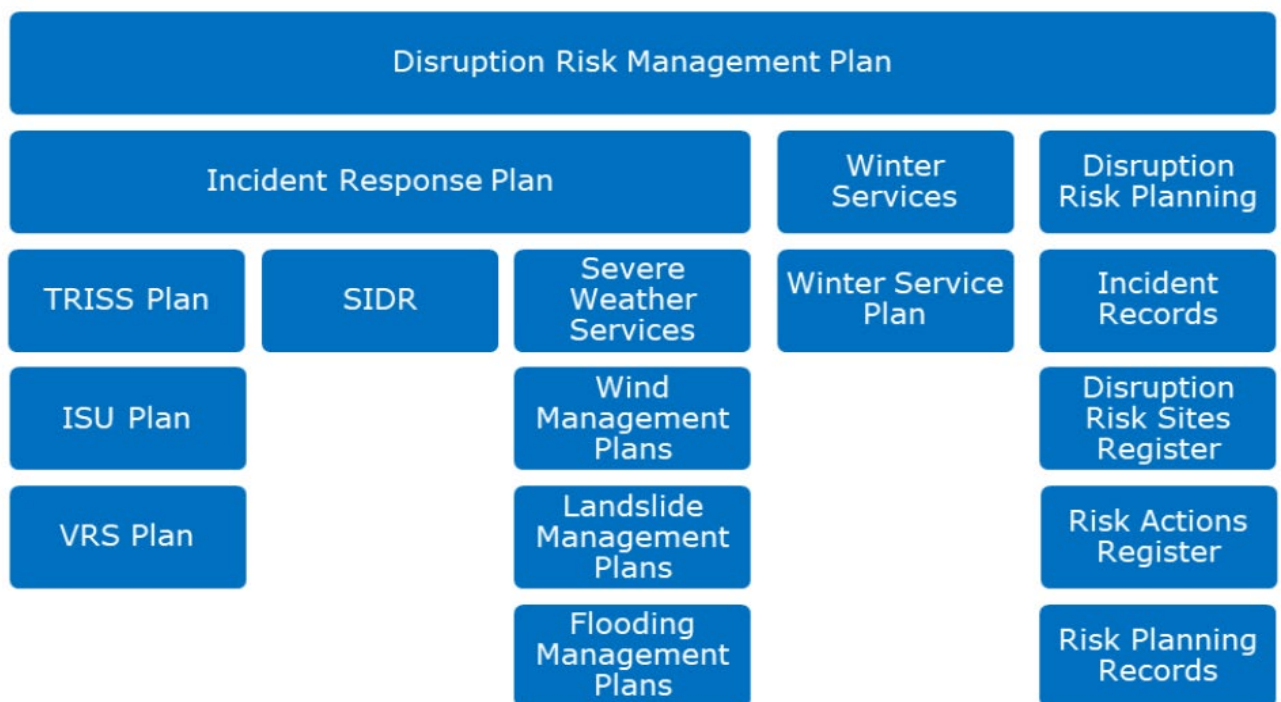 Disruption Risk Management Plan
Incident Response Plan
Winter
Services
Disruption
Risk Planning
TRISS Plan
SIDR
Severe
Weather
Services
Winter Service
Plan
Incident
Records
ISU Plan
Wind
Management
Plans
Disruption
Risk Sites
Register
VRS Plan
Landslide
Management
Plans
Risk Actions
Register
Flooding
Management
Plans
Risk Planning
Records